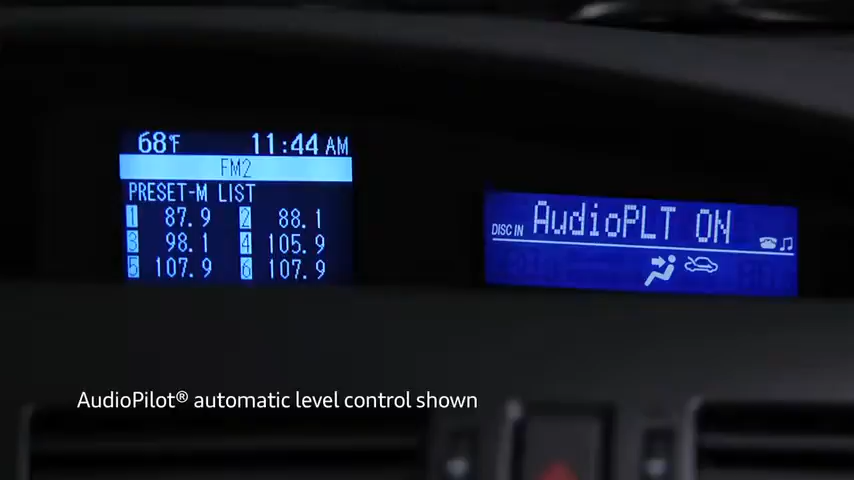 68°F 11:44 AM
FM2
PRESET-M LIST
1 87.9 2 88.1
3 98.1 4 105.9
5 107.9 6 107.9
AudioPLT ON
DISC IN
AudioPilot® automatic level control shown